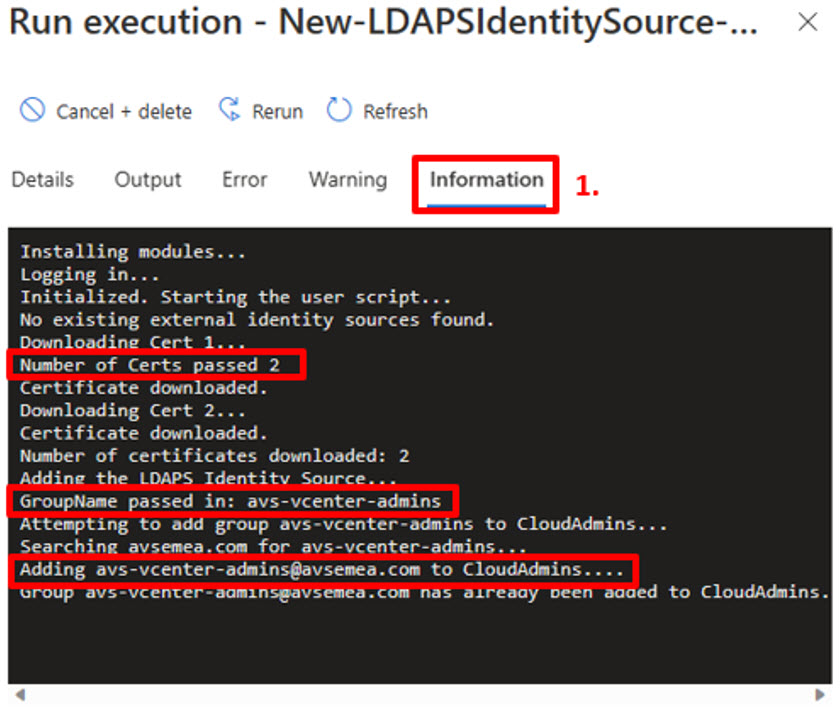 Run execution - New-LDAPSIdentitySource-...
Cancel + delete Rerun Refresh
Details Output Error Warning Information 1.
Installing modules...
Logging in...
Initialized. Starting the user script...
No existing external identity sources found.
Downloading Cert 1...
Number of Certs passed 2
Certificate downloaded.
Downloading Cert 2...
Certificate downloaded.
Number of certificates downloaded: 2
Adding the LDAPS Identity Source...
GroupName passed in: avs-vcenter-admins
Attempting to add group avs-vcenter-admins to CloudAdmins...
Searching avsemea.com for avs-vcenter-admins...
Adding avs-vcenter-admins@avsemea.com to CloudAdmins....
Group avs-vcenter-admins@avsemea.com has already been added to CloudAdmins.